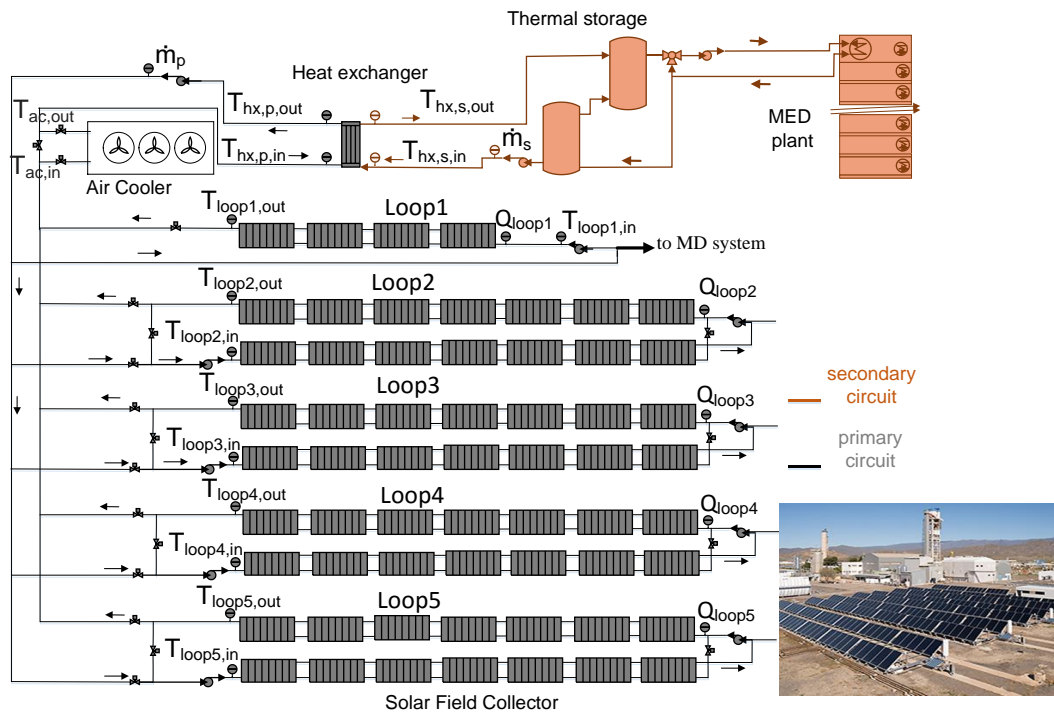 Thermal storage
ṁp
Heat exchanger
Thx,p,out
Thx,s,out
Tac,out
MED
plant
Thx,p,in
Thx,s,in
ṁs
Tac,in
Air Cooler
Tloop1,out
Loop1
Qloop1
Tloop1,in
to MD system
Tloop2,out
Loop2
Qloop2
Tloop2,in
Tloop3,out
Loop3
Qloop3
secondary
circuit
Tloop3,in
primary
circuit
Tloop4,out
Loop4
Qloop4
Tloop4,in
Tloop5,out
Loop5
Qloop5
Tloop5,in
Solar Field Collector